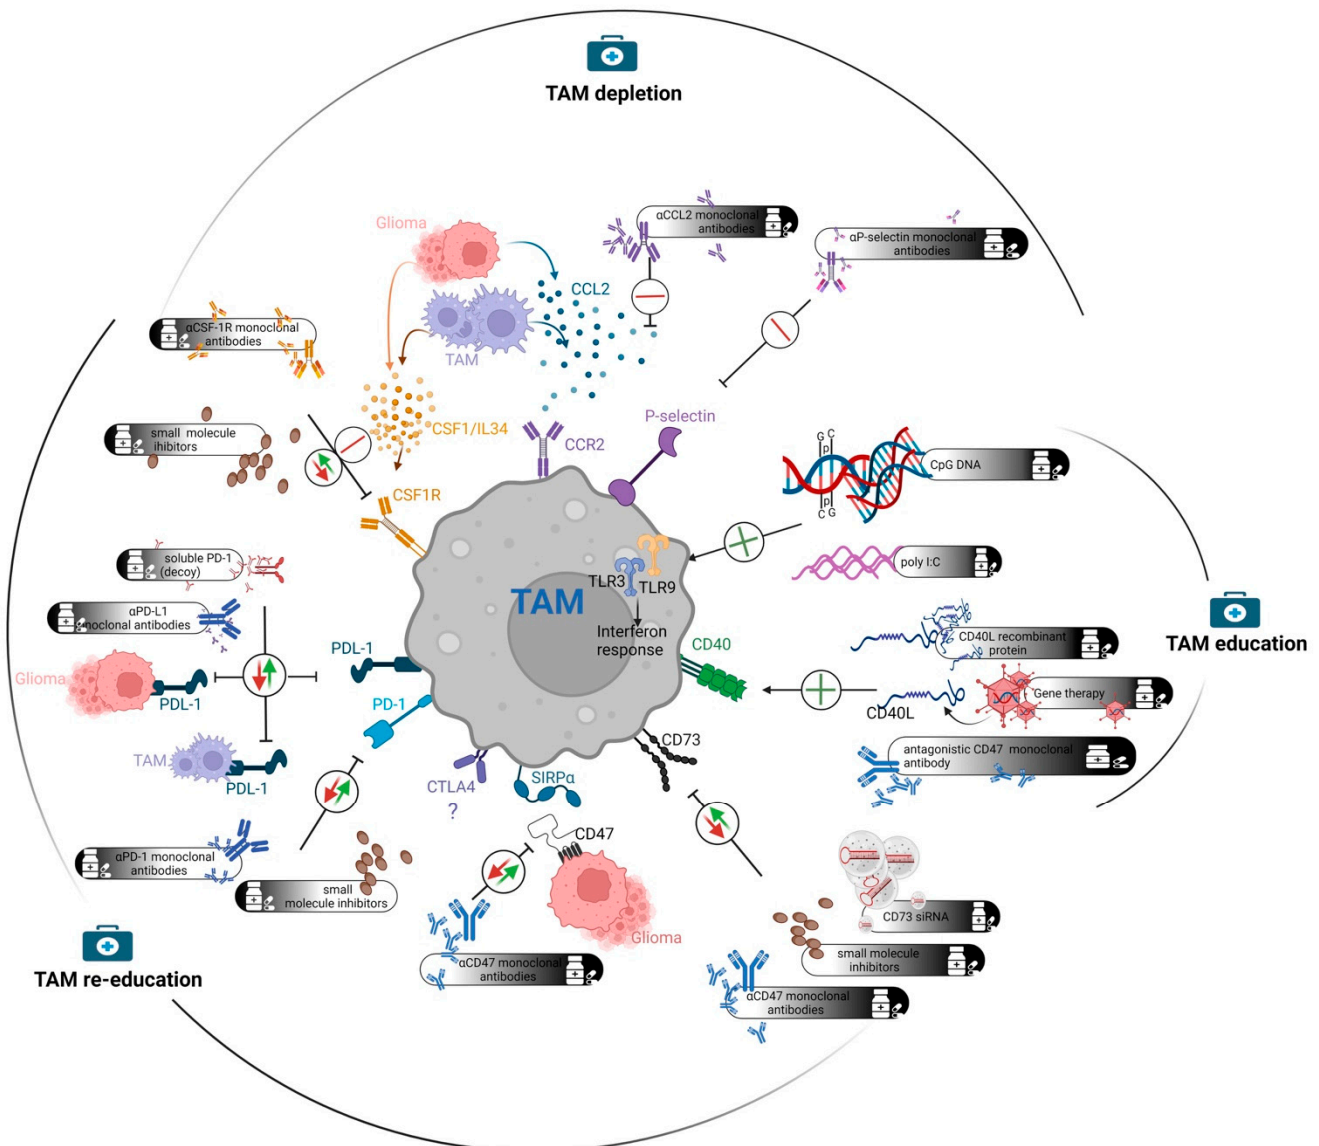 TAM depletion
αCCL2 monoclonal
antibodies
αP-selectin monoclonal
antibodies
Glioma
CCL2
TAM
αCSF-1R monoclonal
antibodies
small molecule
ihibitors
CSF1/IL34
CCR2
P-selectin
CSF1R
G C
p
p
C G
CpG DNA
poly I:C
soluble PD-1
(decoy)
αPD-L1
monoclonal antibodies
Glioma
PDL-1
TAM
PDL-1
PDL-1
PD-1
TAM
TLR3
TLR9
Interferon
response
CD40
CD40L recombinant
protein
Gene therapy
CD40L
antagonistic CD47 monoclonal
antibody
TAM education
CTLA4
?
SIRPα
CD73
CD47
Glioma
αPD-1 monoclonal
antibodies
small
molecule inhibitors
αCD47 monoclonal
antibodies
CD73 siRNA
small molecule
inhibitors
αCD47 monoclonal
antibodies
TAM re-education